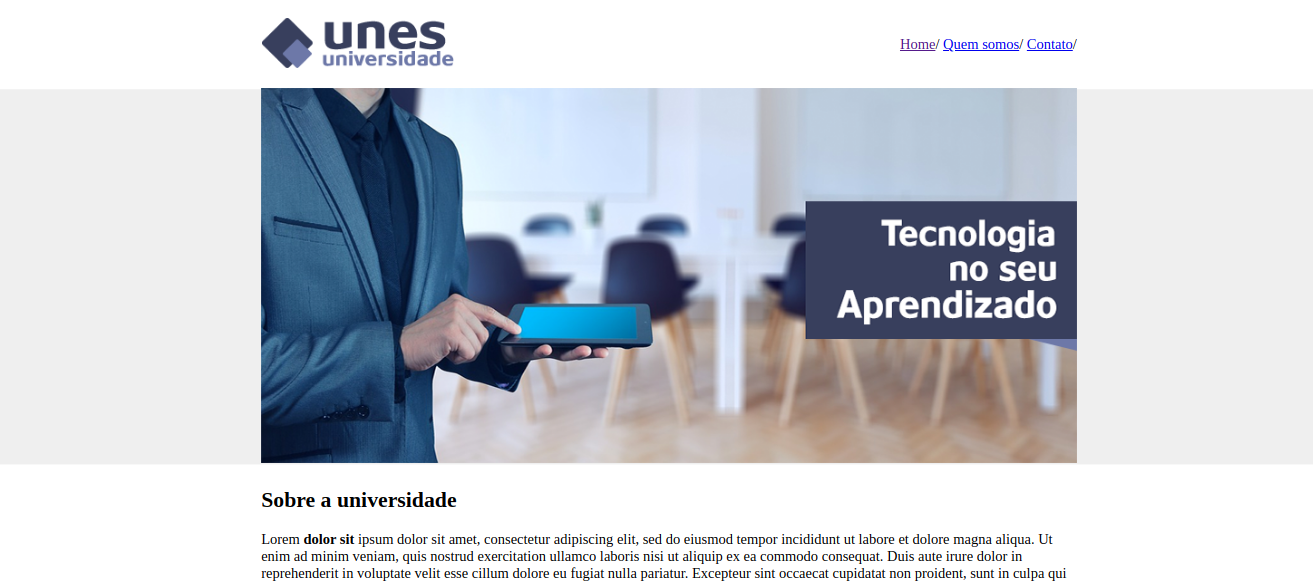 unes
universidade
Home/ Quem somos/ Contato/
Tecnologia
no seu
Aprendizado
Sobre a universidade
Lorem dolor sit ipsum dolor sit amet, consectetur adipiscing elit, sed do eiusmod tempor incididunt ut labore et dolore magna aliqua. Ut
enim ad minim veniam, quis nostrud exercitation ullamco laboris nisi ut aliquip ex ea commodo consequat. Duis aute irure dolor in
reprehenderit in voluptate velit esse cillum dolore eu fugiat nulla pariatur. Excepteur sint occaecat cupidatat non proident, sunt in culpa qui